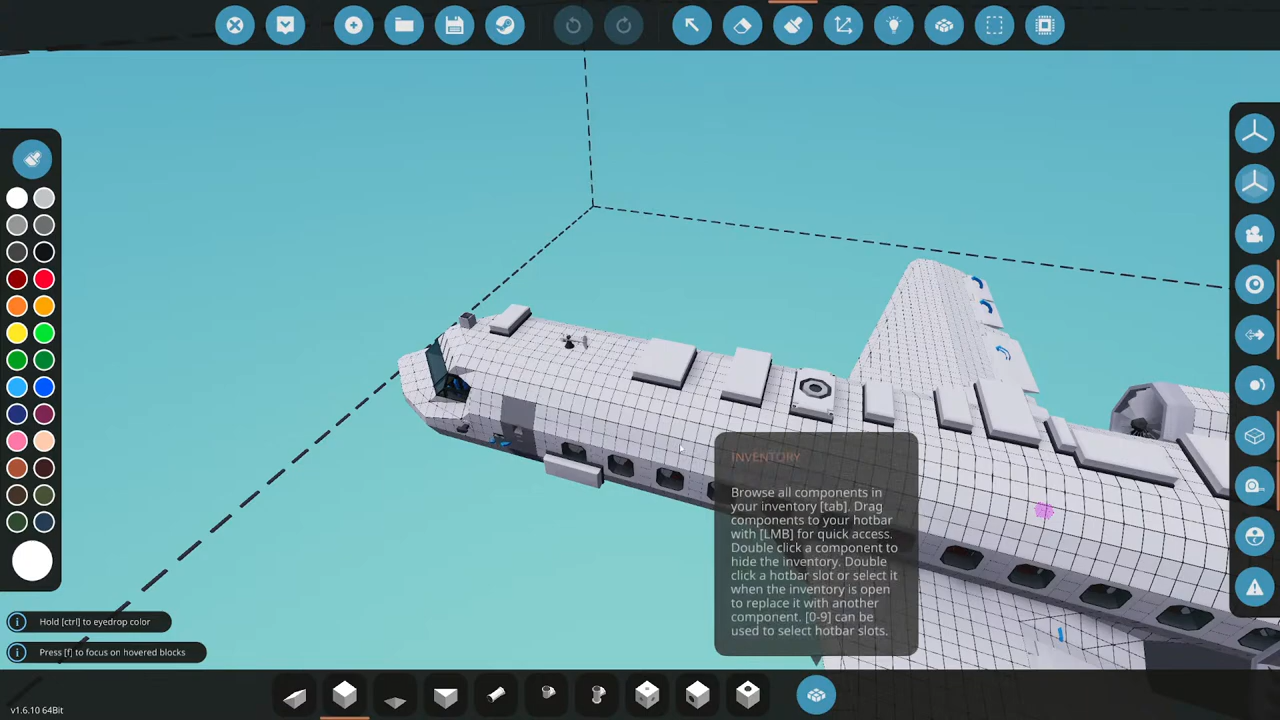 INVENTORY
Browse all components in
your inventory [tab]. Drag
components to your hotbar
with [LMB] for quick access.
Double click a component to
hide the inventory. Double
click a hotbar slot or select it
when the inventory is open
to replace it with another
component. [0-9] can be
used to select hotbar slots.
Hold [ctrl] to eyedrop color
Press [f] to focus on hovered blocks
v1.6.10 64Bit